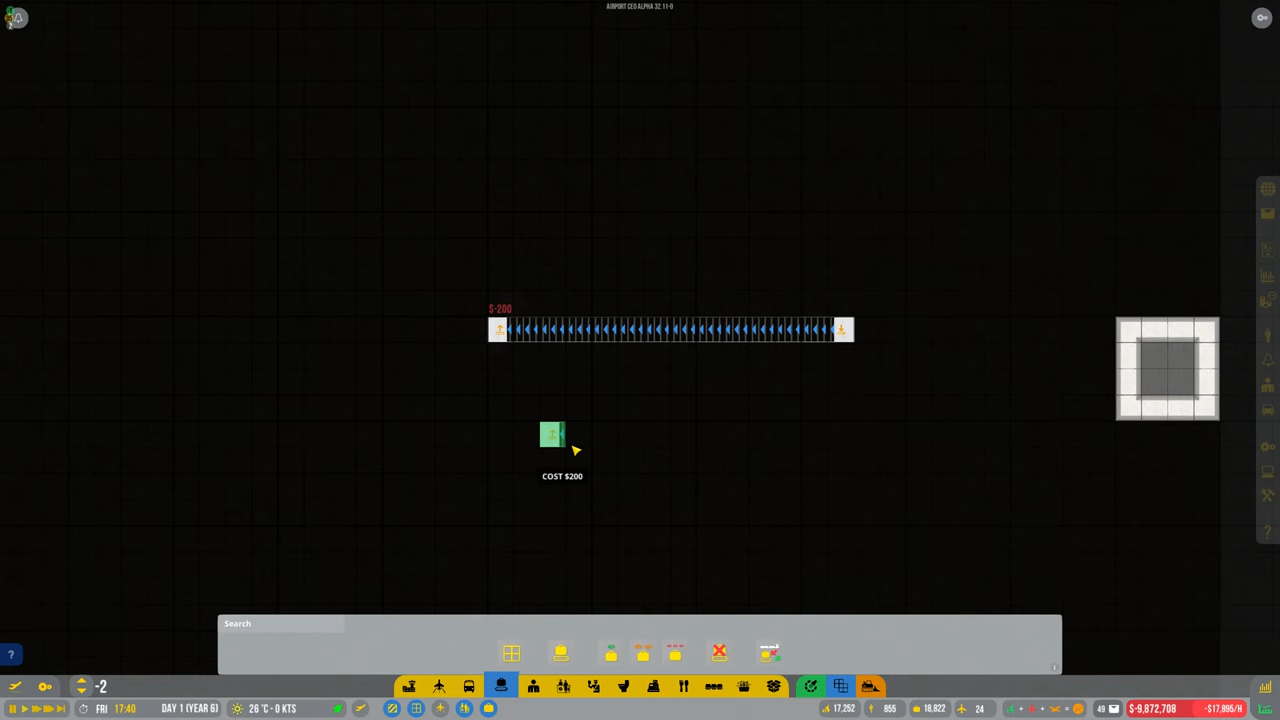 AIRPORT CEO ALPHA 32.11-0
2
$-200
COST $200
Search
?
-2
FRI 17:40 DAY 1 (YEAR 6) 26 °C - 0 KTS 17,252 855 18,822 24 49 $-9,872,708 -$17,895/H